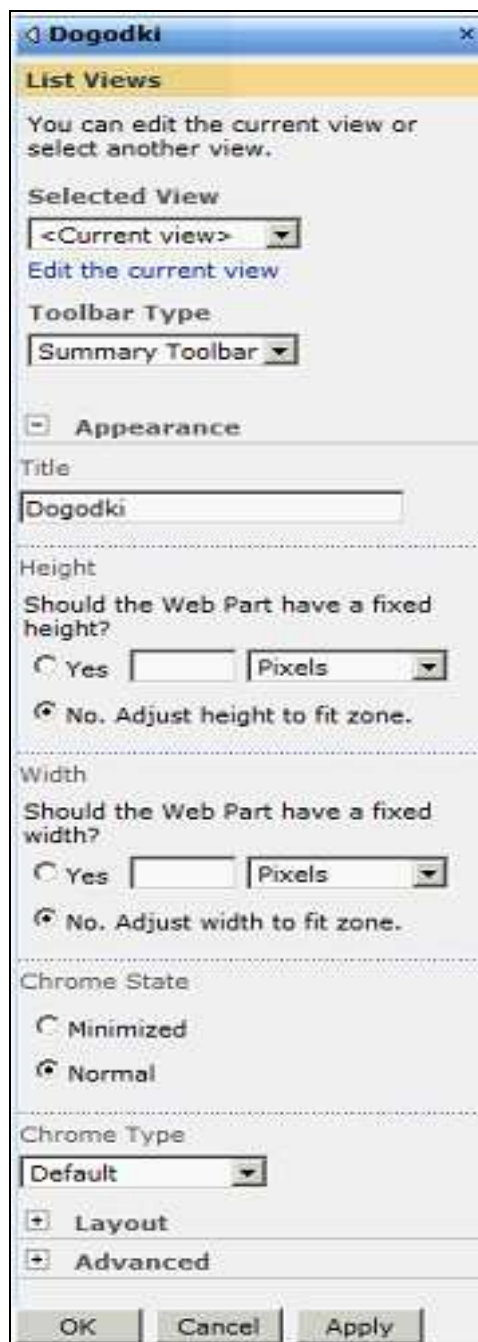 Dogodki
List Views
You can edit the current view or
select another view.
Selected View
<Current view>
Edit the current view
Toolbar Type
Summary Toolbar
Appearance
Title
Dogodki
Height
Should the Web Part have a fixed
height?
Yes Pixels
No. Adjust height to fit zone.
Width
Should the Web Part have a fixed
width?
Yes Pixels
No. Adjust width to fit zone.
Chrome State
Minimized
Normal
Chrome Type
Default
Layout
Advanced
OK Cancel Apply